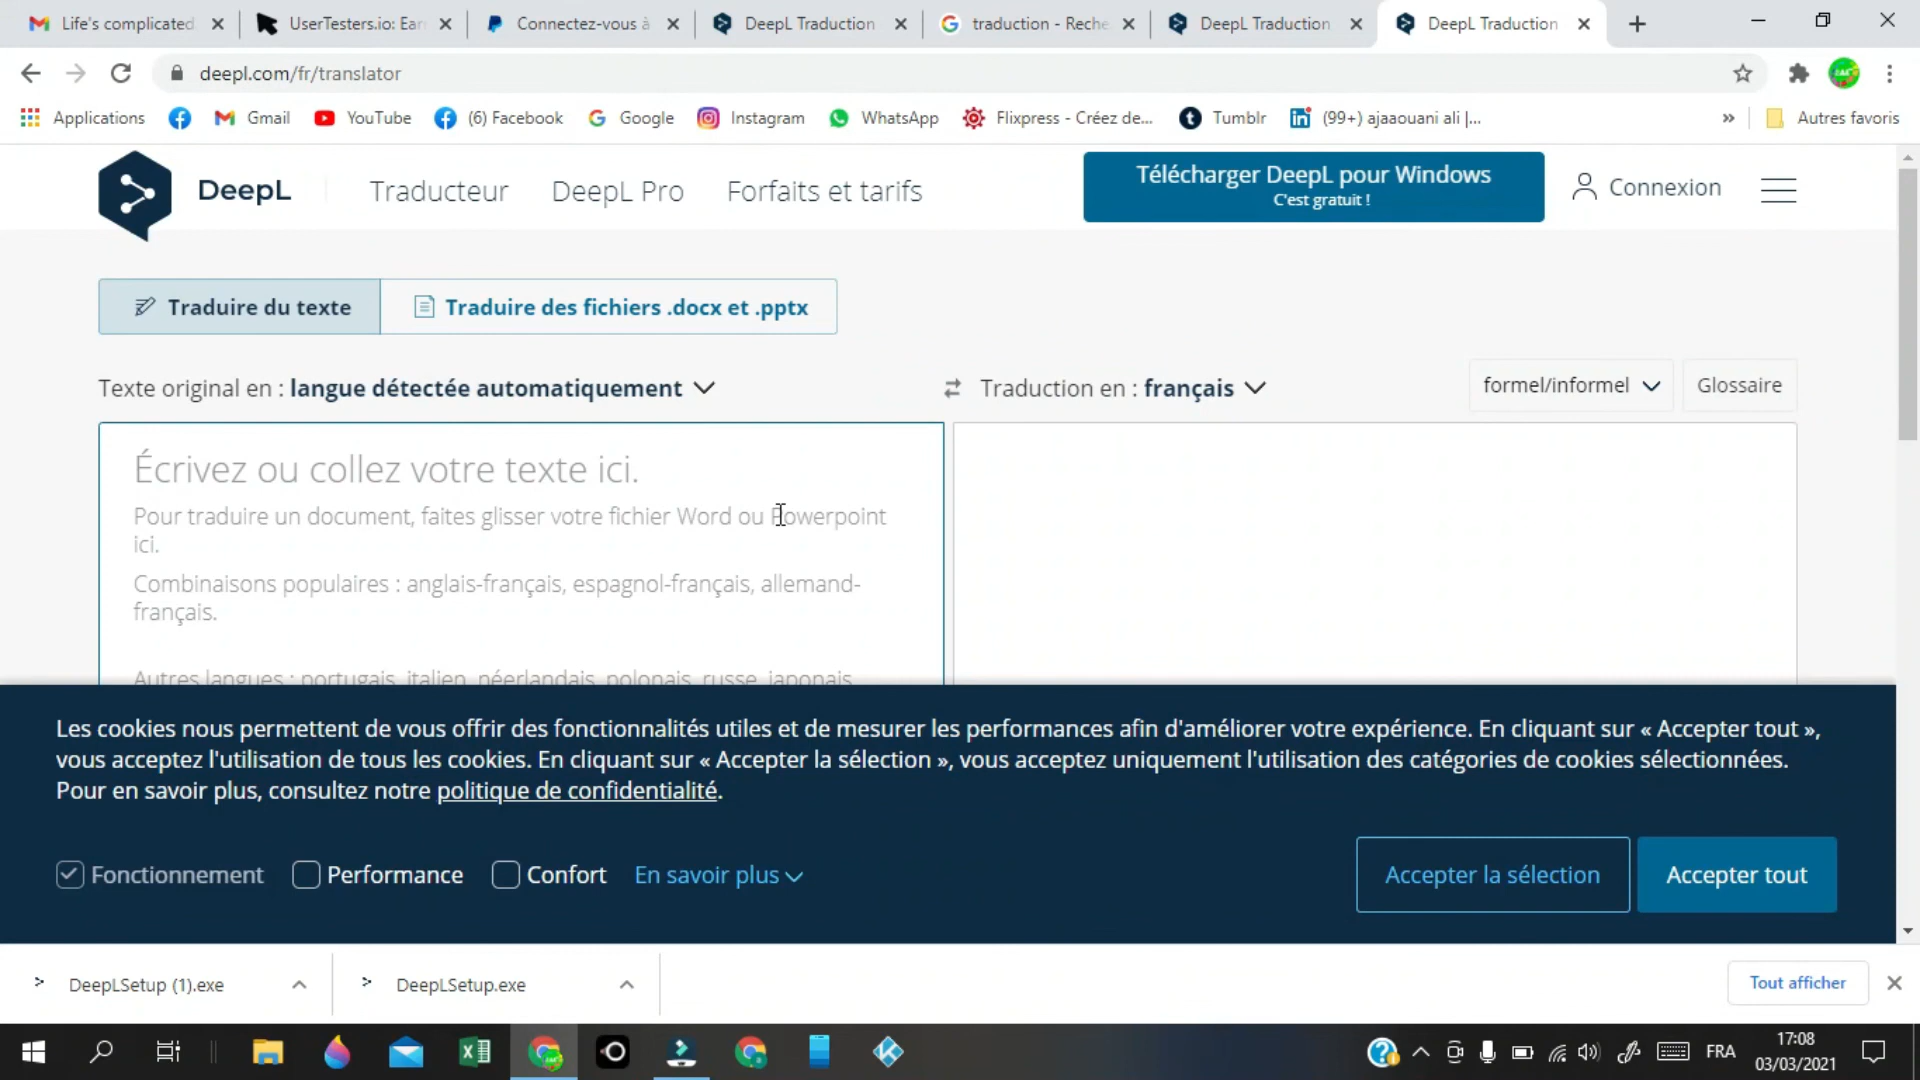 Life's complicated
UserTesters.io: Ear
Connectez-vous à
DeepL Traduction
traduction - Reche
DeepL Traduction
DeepL Traduction
deepl.com/fr/translator
Applications
Gmail
YouTube
(6) Facebook
Google
Instagram
WhatsApp
Flixpress - Créez de...
Tumblr
(99+) ajaaouani ali |...
»
Autres favoris
DeepL
Traducteur
DeepL Pro
Forfaits et tarifs
Télécharger DeepL pour Windows
C'est gratuit !
Connexion
Traduire du texte
Traduire des fichiers .docx et .pptx
Texte original en : langue détectée automatiquement
Traduction en : français
formel/informel
Glossaire
Écrivez ou collez votre texte ici.
Pour traduire un document, faites glisser votre fichier Word ou Powerpoint
ici.
Combinaisons populaires : anglais-français, espagnol-français, allemand-
français.
Autres langues : portugais, italien, néerlandais, polonais, russe, japonais,
Les cookies nous permettent de vous offrir des fonctionnalités utiles et de mesurer les performances afin d'améliorer votre expérience. En cliquant sur « Accepter tout »,
vous acceptez l'utilisation de tous les cookies. En cliquant sur « Accepter la sélection », vous acceptez uniquement l'utilisation des catégories de cookies sélectionnées.
Pour en savoir plus, consultez notre politique de confidentialité.
Fonctionnement
Performance
Confort
En savoir plus
Accepter la sélection
Accepter tout
DeepLSetup (1).exe
DeepLSetup.exe
Tout afficher
FRA
17:08
03/03/2021